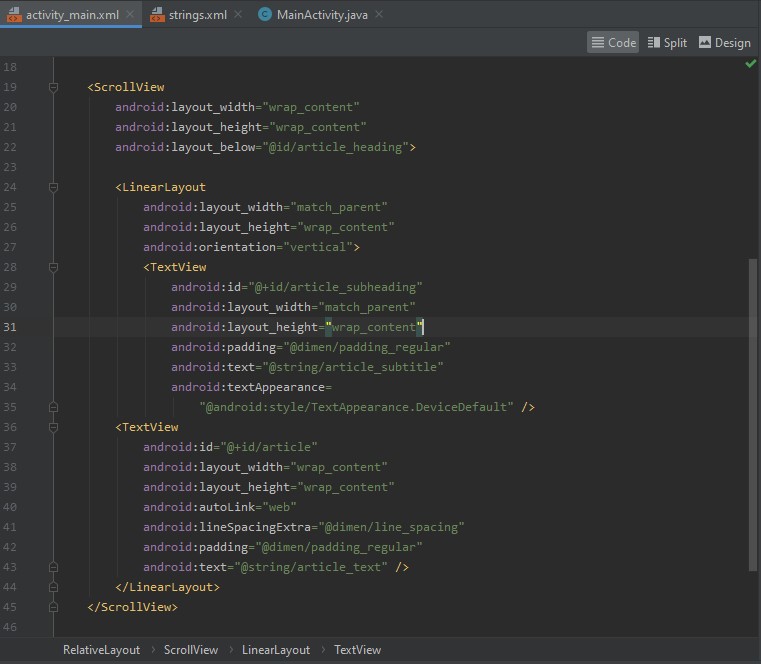 activity_main.xml strings.xml MainActivity.java
Code Split Design
18
19 <ScrollView
20 android:layout_width="wrap_content"
21 android:layout_height="wrap_content"
22 android:layout_below="@id/article_heading">
23
24 <LinearLayout
25 android:layout_width="match_parent"
26 android:layout_height="wrap_content"
27 android:orientation="vertical">
28 <TextView
29 android:id="@+id/article_subheading"
30 android:layout_width="match_parent"
31 android:layout_height="wrap_content"
32 android:padding="@dimen/padding_regular"
33 android:text="@string/article_subtitle"
34 android:textAppearance=
35 "@android:style/TextAppearance.DeviceDefault" />
36 <TextView
37 android:id="@+id/article"
38 android:layout_width="wrap_content"
39 android:layout_height="wrap_content"
40 android:autoLink="web"
41 android:lineSpacingExtra="@dimen/line_spacing"
42 android:padding="@dimen/padding_regular"
43 android:text="@string/article_text" />
44 </LinearLayout>
45 </ScrollView>
46
RelativeLayout › ScrollView › LinearLayout › TextView